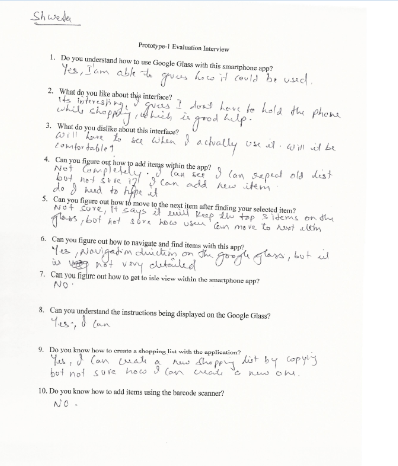 Shweda
Prototype-1 Evaluation Interview
1. Do you understand how to use Google Glass with this smartphone app?
Yes, I am able to guess how it could be used.
2. What do you like about this interface?
Its interesting, I guess I dont have to hold the phone
while shopping, which is good help.
3. What do you dislike about this interface?
Will have to see when I actually use it. Will it be
comfortable?
4. Can you figure out how to add items within the app?
Not completely. I can see I can repeat old list
but not sure if I can add new item.
do I need to type it
5. Can you figure out how to move to the next item after finding your selected item?
Not sure, It says it will keep the top 3 items on the
glass, but not sure how user can move to next item
6. Can you figure out how to navigate and find items with this app?
Yes, Navigation direction on the google glass, but it
is not very detailed
7. Can you figure out how to get to isle view within the smartphone app?
NO.
8. Can you understand the instructions being displayed on the Google Glass?
Yes, I can
9. Do you know how to create a shopping list with the application?
Yes, I can create a new shopping list by copying
but not sure how I can create a new one.
10. Do you know how to add items using the barcode scanner?
NO.